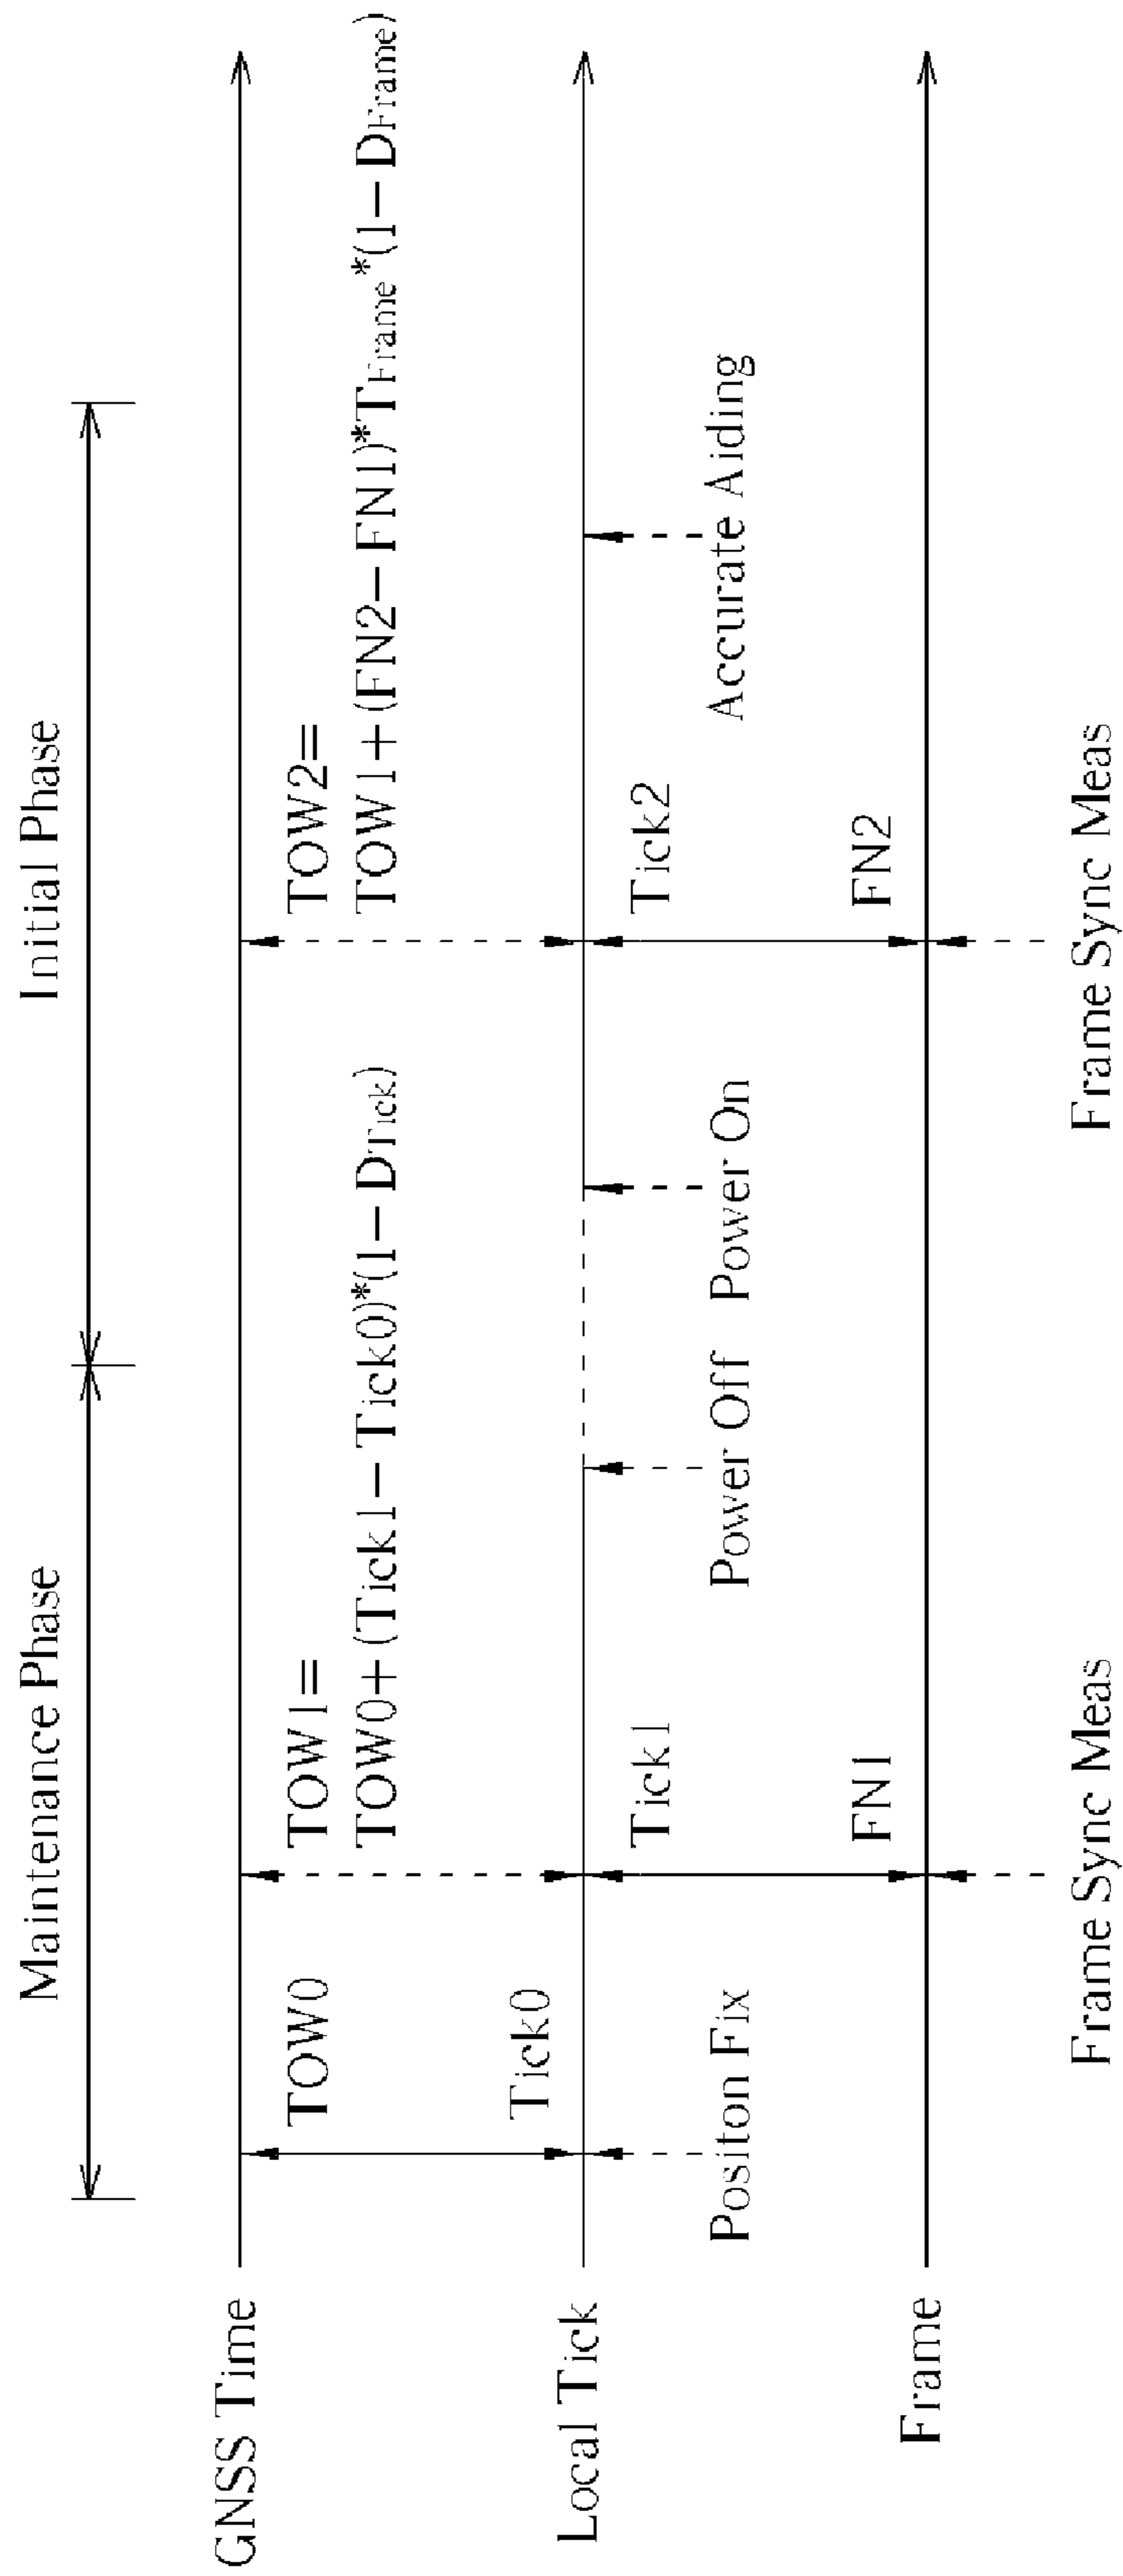 Maintenance Phase
Initial Phase
GNSS Time
TOW0
TOW1=
TOW0+(Tick1−Tick0)*(1−DTick)
TOW2=
TOW1+(FN2−FN1)*TFrame*(1−DFrame)
Tick0
Local Tick
Tick1
Tick2
Positon Fix
Power Off
Power On
Accurate Aiding
FN1
FN2
Frame
Frame Sync Meas
Frame Sync Meas